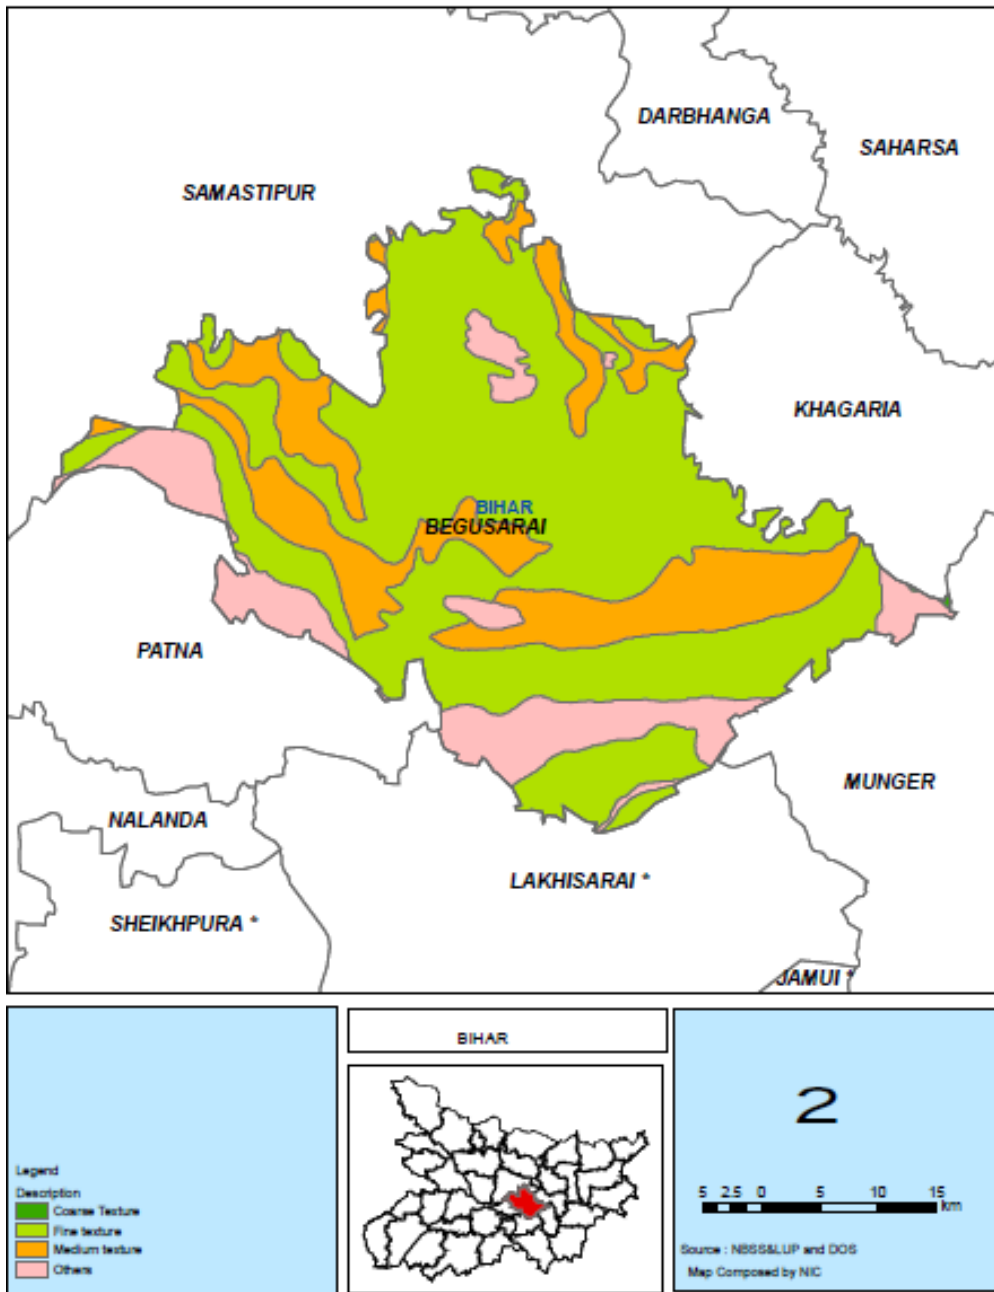 DARBHANGA
SAHARSA
SAMASTIPUR
KHAGARIA
BIHAR
BEGUSARAI
PATNA
MUNGER
NALANDA
LAKHISARAI *
SHEIKHPURA *
JAMUI *
BIHAR
2
Legend
Description
Coarse Texture
Fine texture
Medium texture
Others
5 2.5 0 5 10 15
km
Source : NBSS&LUP and DOS
Map Composed by NIC